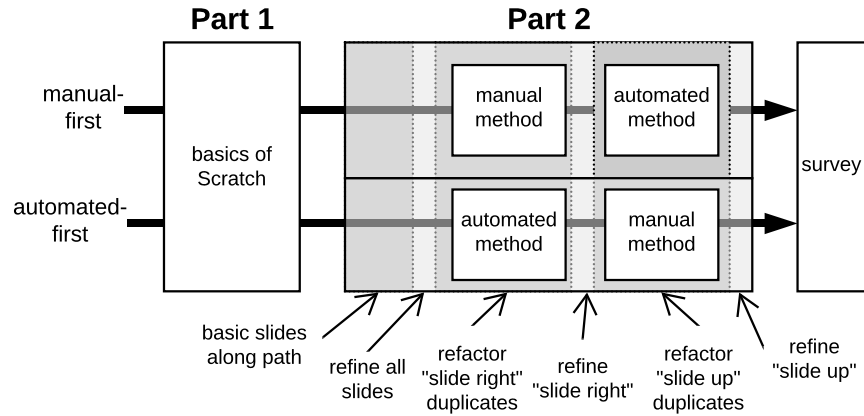 Part 1
Part 2
manual-
first
automated-
first
basics of
Scratch
manual
method
automated
method
automated
method
manual
method
survey
basic slides
along path
refine all
slides
refactor
"slide right"
duplicates
refine
"slide right"
refactor
"slide up"
duplicates
refine
"slide up"